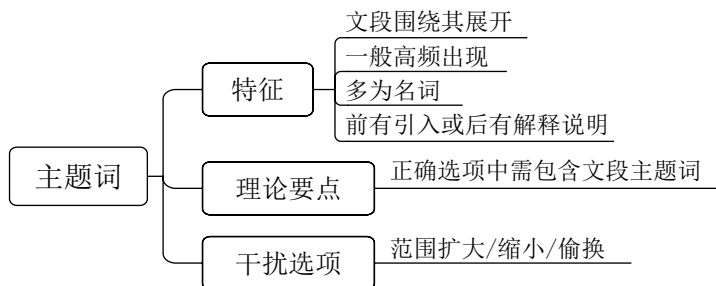 主题词
特征
文段围绕其展开
一般高频出现
多为名词
前有引入或后有解释说明
理论要点
正确选项中需包含文段主题词
干扰选项
范围扩大/缩小/偷换